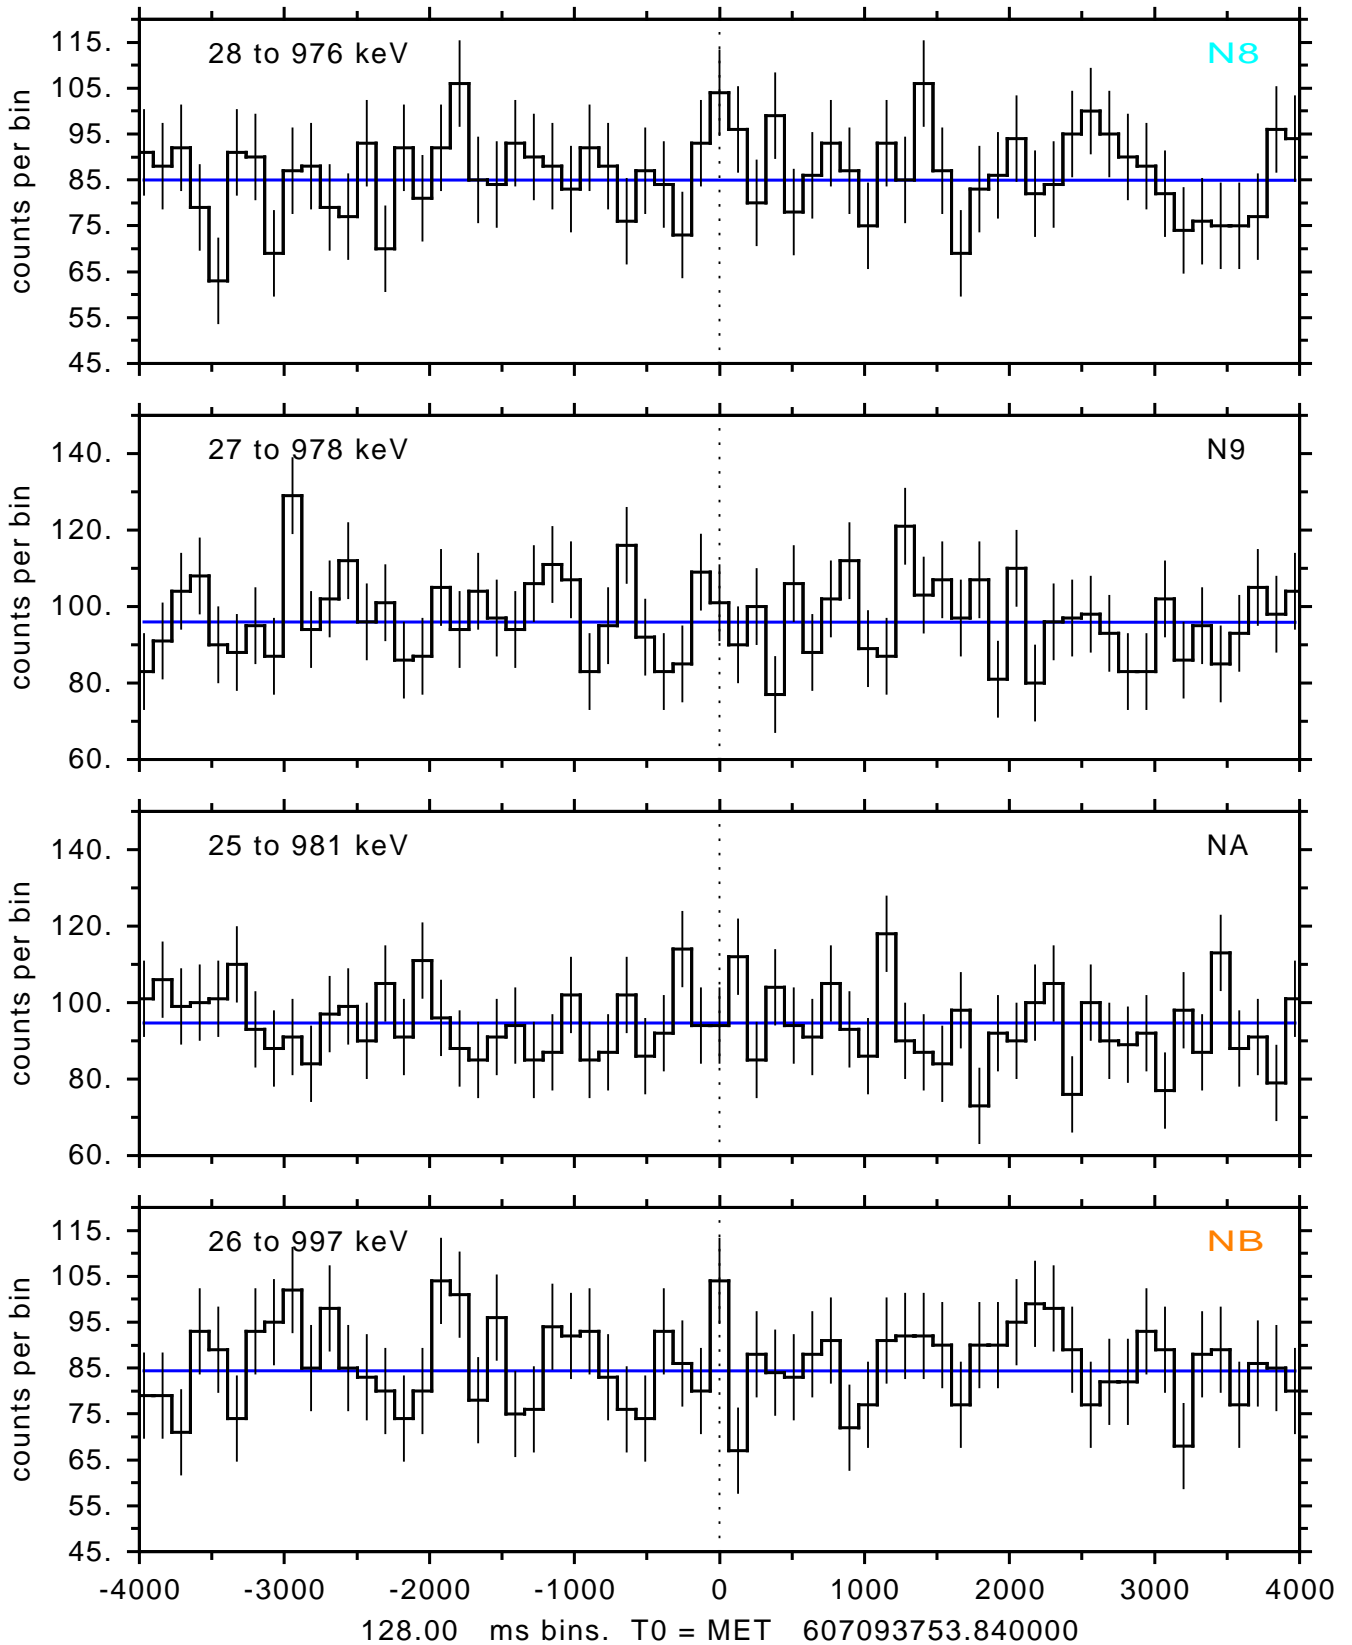 28 to 976 keV N8
115.
105.
95.
85.
75.
65.
55.
45.
counts per bin
27 to 978 keV N9
140.
120.
100.
80.
60.
counts per bin
25 to 981 keV NA
140.
120.
100.
80.
60.
counts per bin
26 to 997 keV NB
115.
105.
95.
85.
75.
65.
55.
45.
counts per bin
-4000 -3000 -2000 -1000 0 1000 2000 3000 4000
128.00 ms bins. T0 = MET 607093753.840000